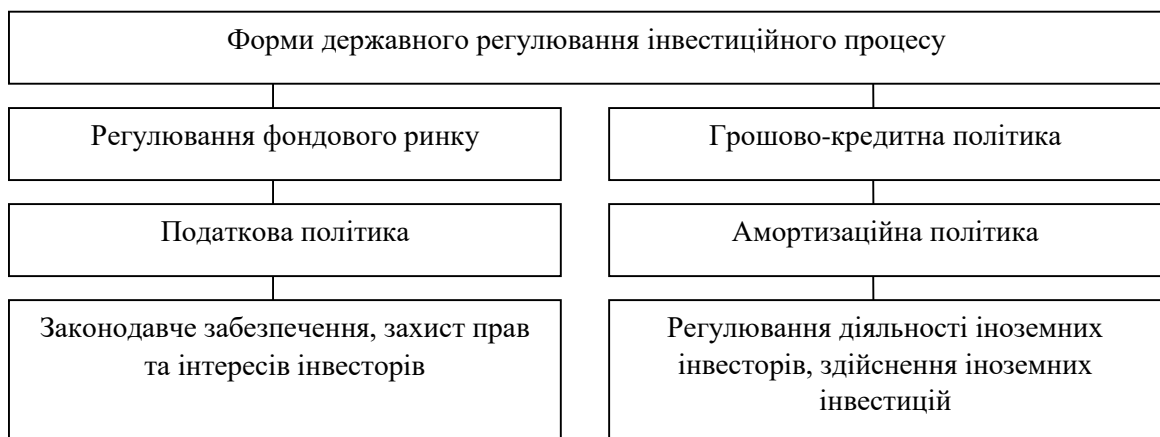 Форми державного регулювання інвестиційного процесу
Регулювання фондового ринку
Грошово-кредитна політика
Податкова політика
Амортизаційна політика
Законодавче забезпечення, захист прав
та інтересів інвесторів
Регулювання діяльності іноземних
інвесторів, здійснення іноземних
інвестицій